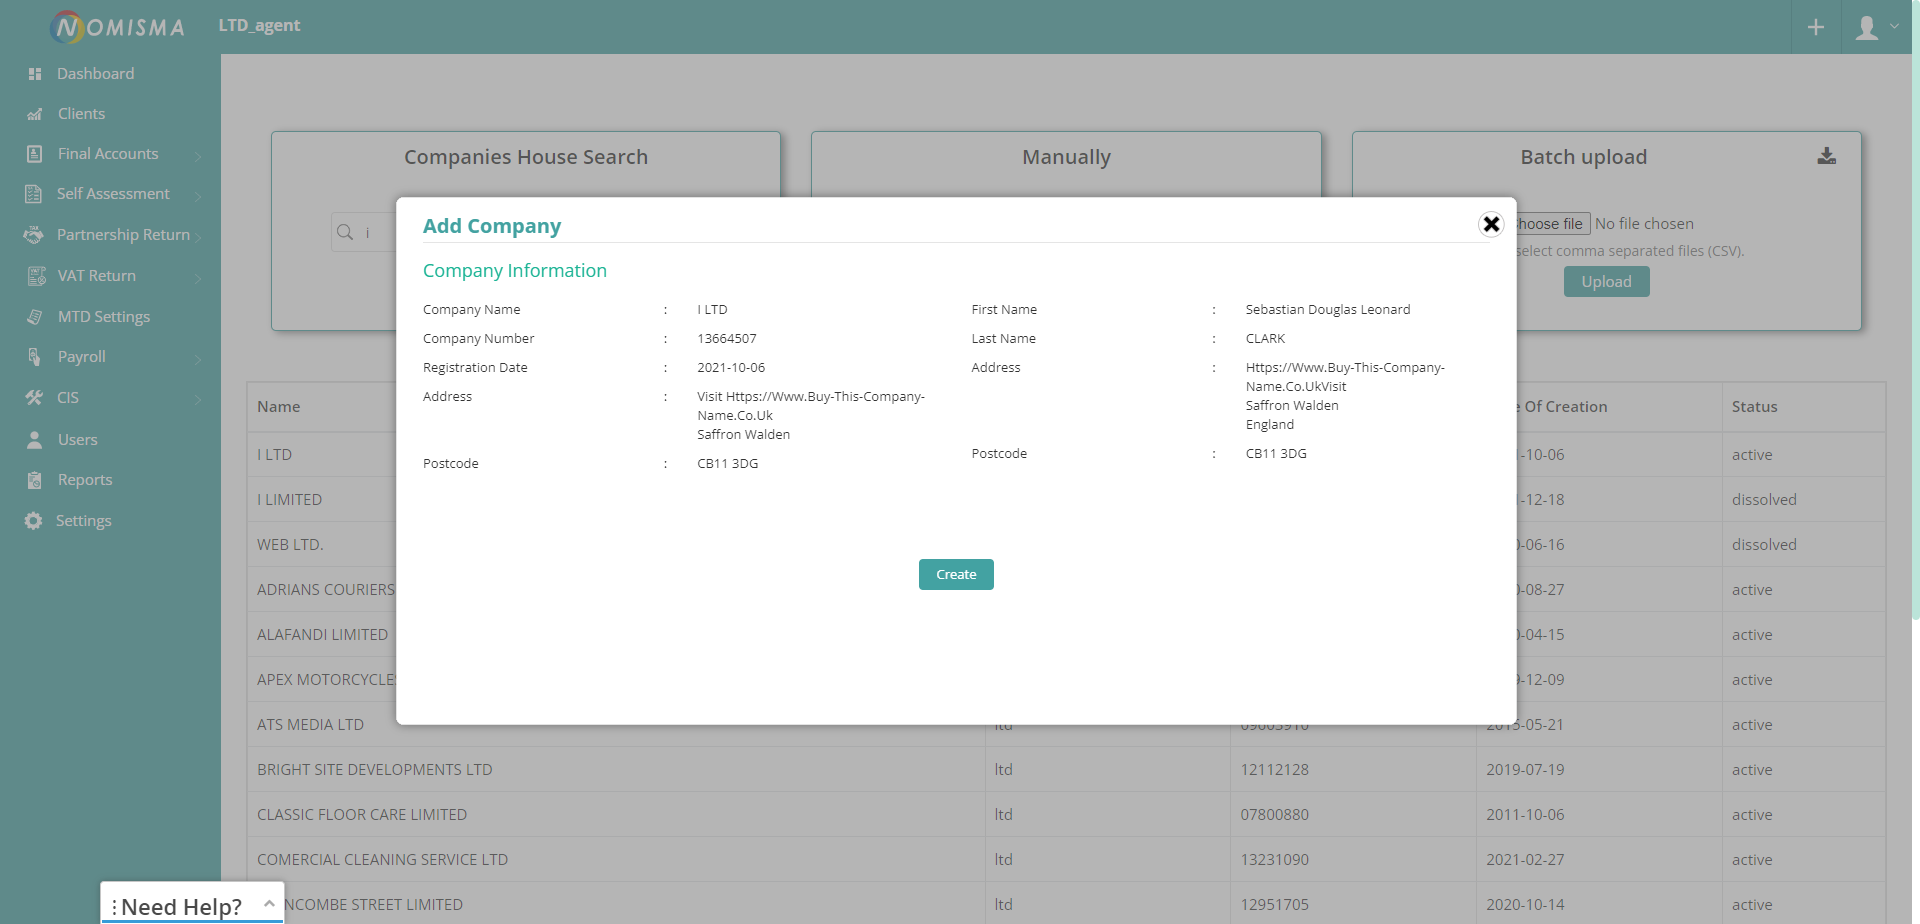 NOMISMA
LTD_agent
Dashboard
Clients
Final Accounts
Self Assessment
Partnership Return
VAT Return
MTD Settings
Payroll
CIS
Users
Reports
Settings
Companies House Search
i
Manually
Batch upload
Choose file No file chosen
select comma separated files (CSV).
Upload
Add Company
Company Information
Company Name : I LTD
Company Number : 13664507
Registration Date : 2021-10-06
Address : Visit Https://Www.Buy-This-Company-
Name.Co.Uk
Saffron Walden
Postcode : CB11 3DG
First Name : Sebastian Douglas Leonard
Last Name : CLARK
Address : Https://Www.Buy-This-Company-
Name.Co.UkVisit
Saffron Walden
England
Postcode : CB11 3DG
Create
Name Of Creation Status
I LTD -10-06 active
I LIMITED -12-18 dissolved
WEB LTD. -06-16 dissolved
ADRIANS COURIERS -08-27 active
ALAFANDI LIMITED -04-15 active
APEX MOTORCYCLES -12-09 active
ATS MEDIA LTD ltd 2015-05-21 active
BRIGHT SITE DEVELOPMENTS LTD ltd 12112128 2019-07-19 active
CLASSIC FLOOR CARE LIMITED ltd 07800880 2011-10-06 active
COMERCIAL CLEANING SERVICE LTD ltd 13231090 2021-02-27 active
NCOMBE STREET LIMITED ltd 12951705 2020-10-14 active
Need Help?